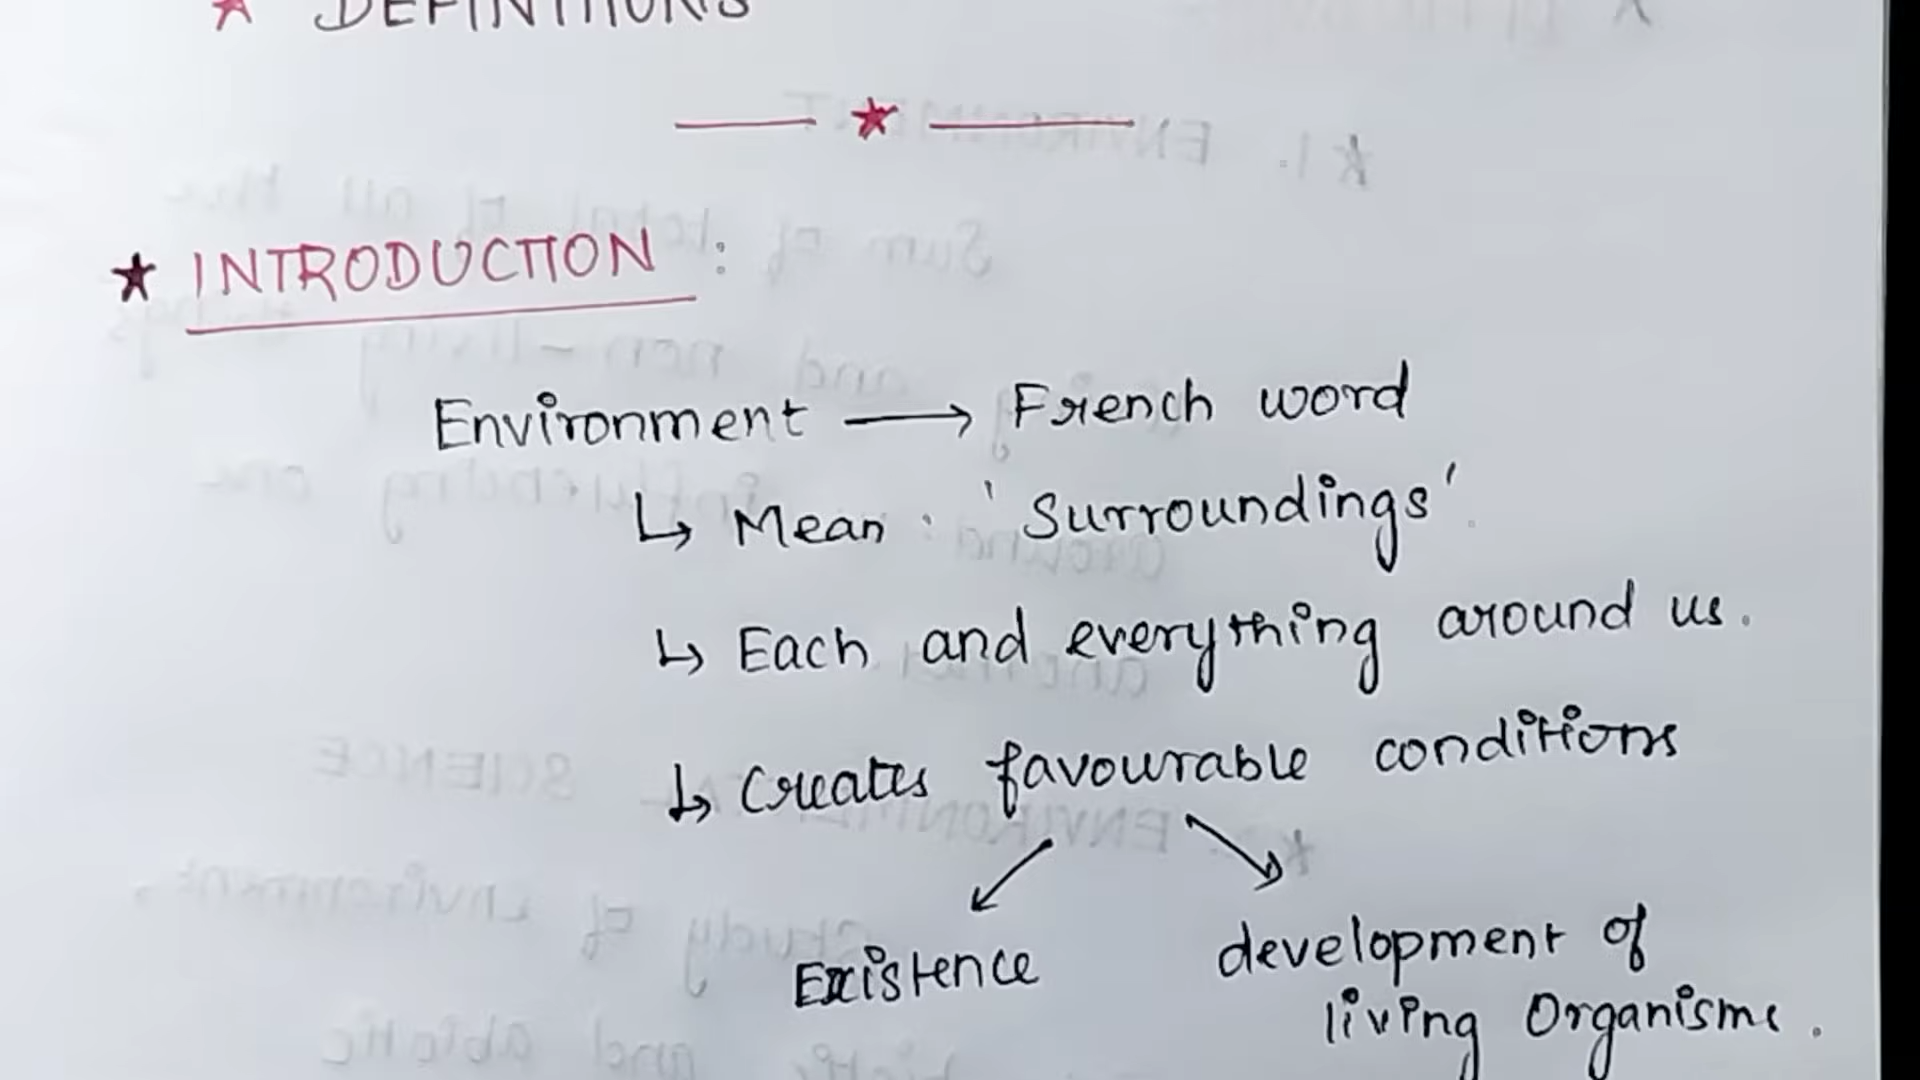 ★ DEFINITIONS
★
★ INTRODUCTION :
Environment → French word
↳ Mean : 'Surroundings'
↳ Each and everything around us.
↳ Creates favourable conditions
Existence development of
living Organisms.